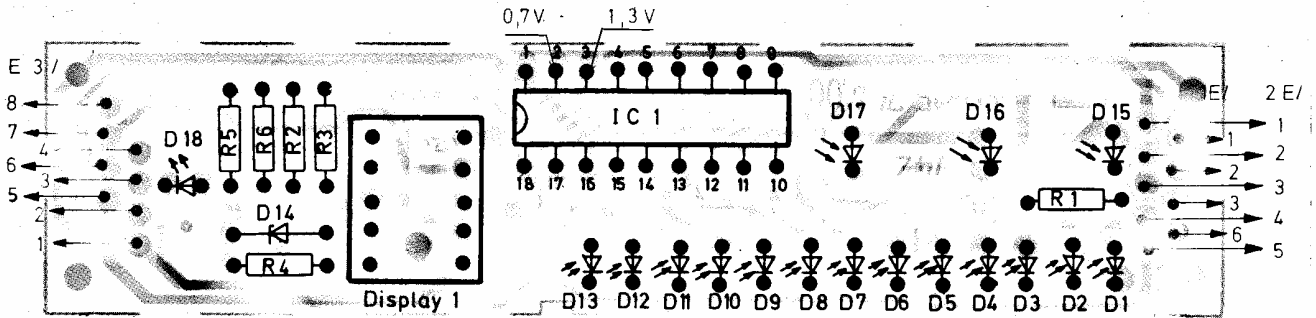 0,7V 1,3V
1 2 3 4 5 6 7 8 9
E 3/
E/ 2 E/
8
7
6
5
4
3
2
1
D18
R5 R6 R2 R3
IC 1
D17 D16 D15
1
2
3
4
5
1
2
3
6
18 17 16 15 14 13 12 11 10
R1
D14
R4
Display 1
D13 D12 D11 D10 D9 D8 D7 D6 D5 D4 D3 D2 D1